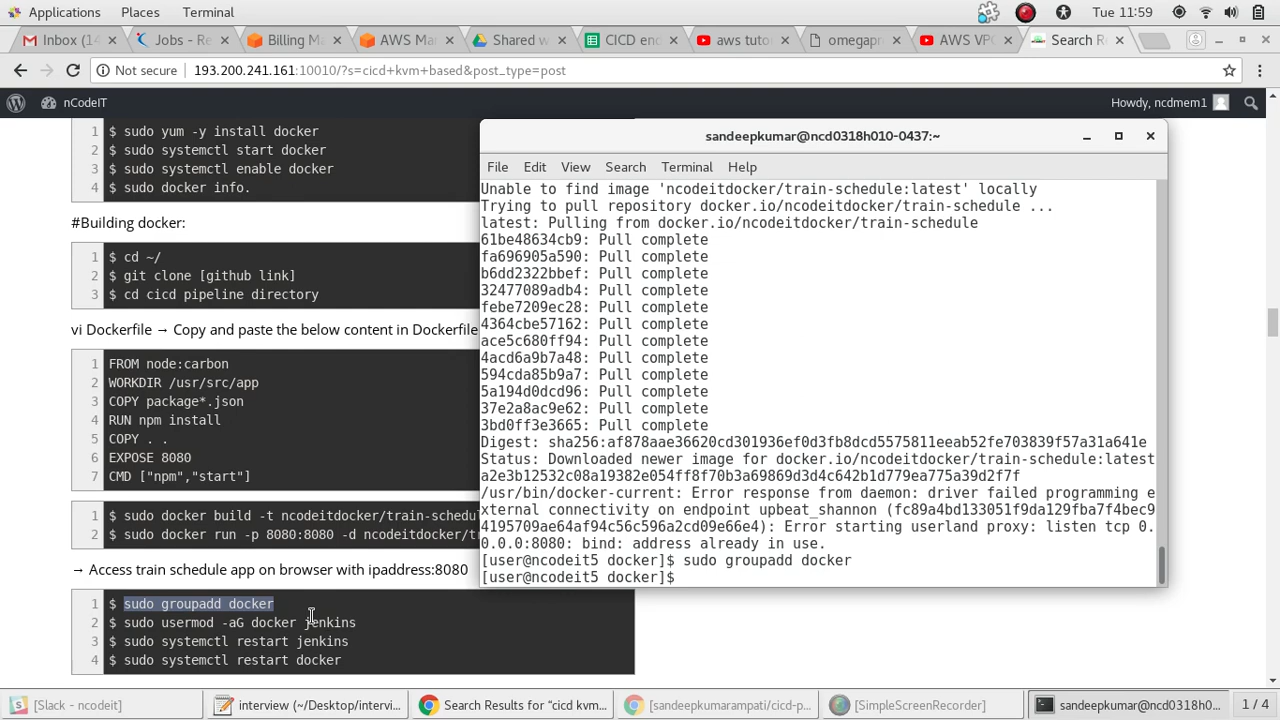 Applications Places Terminal Tue 11:59
Inbox (14 Jobs - Re Billing M AWS Mar Shared w CICD end aws tutor omegapr AWS VPC Search R
Not secure 193.200.241.161:10010/?s=cicd+kvm+based&post_type=post
nCodeIT Howdy, ncdmem1
1 $ sudo yum -y install docker
2 $ sudo systemctl start docker
3 $ sudo systemctl enable docker
4 $ sudo docker info.
#Building docker:
1 $ cd ~/
2 $ git clone [github link]
3 $ cd cicd pipeline directory
vi Dockerfile → Copy and paste the below content in Dockerfile
1 FROM node:carbon
2 WORKDIR /usr/src/app
3 COPY package*.json
4 RUN npm install
5 COPY . .
6 EXPOSE 8080
7 CMD ["npm","start"]
1 $ sudo docker build -t ncodeitdocker/train-schedu
2 $ sudo docker run -p 8080:8080 -d ncodeitdocker/t
→ Access train schedule app on browser with ipaddress:8080
1 $ sudo groupadd docker
2 $ sudo usermod -aG docker jenkins
3 $ sudo systemctl restart jenkins
4 $ sudo systemctl restart docker
sandeepkumar@ncd0318h010-0437:~
File Edit View Search Terminal Help
Unable to find image 'ncodeitdocker/train-schedule:latest' locally
Trying to pull repository docker.io/ncodeitdocker/train-schedule ...
latest: Pulling from docker.io/ncodeitdocker/train-schedule
61be48634cb9: Pull complete
fa696905a590: Pull complete
b6dd2322bbef: Pull complete
32477089adb4: Pull complete
febe7209ec28: Pull complete
4364cbe57162: Pull complete
ace5c680ff94: Pull complete
4acd6a9b7a48: Pull complete
594cda85b9a7: Pull complete
5a194d0dcd96: Pull complete
37e2a8ac9e62: Pull complete
3bd0ff3e3665: Pull complete
Digest: sha256:af878aae36620cd301936ef0d3fb8dcd5575811eeab52fe703839f57a31a641e
Status: Downloaded newer image for docker.io/ncodeitdocker/train-schedule:latest
a2e3b12532c08a19382e054ff8f70b3a69869d3d4c642b1d779ea775a39d2f7f
/usr/bin/docker-current: Error response from daemon: driver failed programming e
xternal connectivity on endpoint upbeat_shannon (fc89a4bd133051f9da129fba7f4bec9
4195709ae64af94c56c596a2cd09e66e4): Error starting userland proxy: listen tcp 0.
0.0.0:8080: bind: address already in use.
[user@ncodeit5 docker]$ sudo groupadd docker
[user@ncodeit5 docker]$
[Slack - ncodeit] interview (~/Desktop/intervi... Search Results for "cicd kvm... [sandeepkumarampati/cicd-p... [SimpleScreenRecorder] sandeepkumar@ncd0318h0... 1 / 4